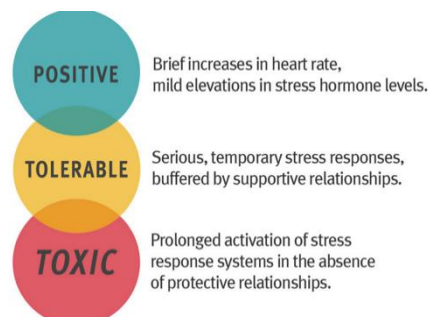 POSITIVE
Brief increases in heart rate,
mild elevations in stress hormone levels.
TOLERABLE
Serious, temporary stress responses,
buffered by supportive relationships.
TOXIC
Prolonged activation of stress
response systems in the absence
of protective relationships.